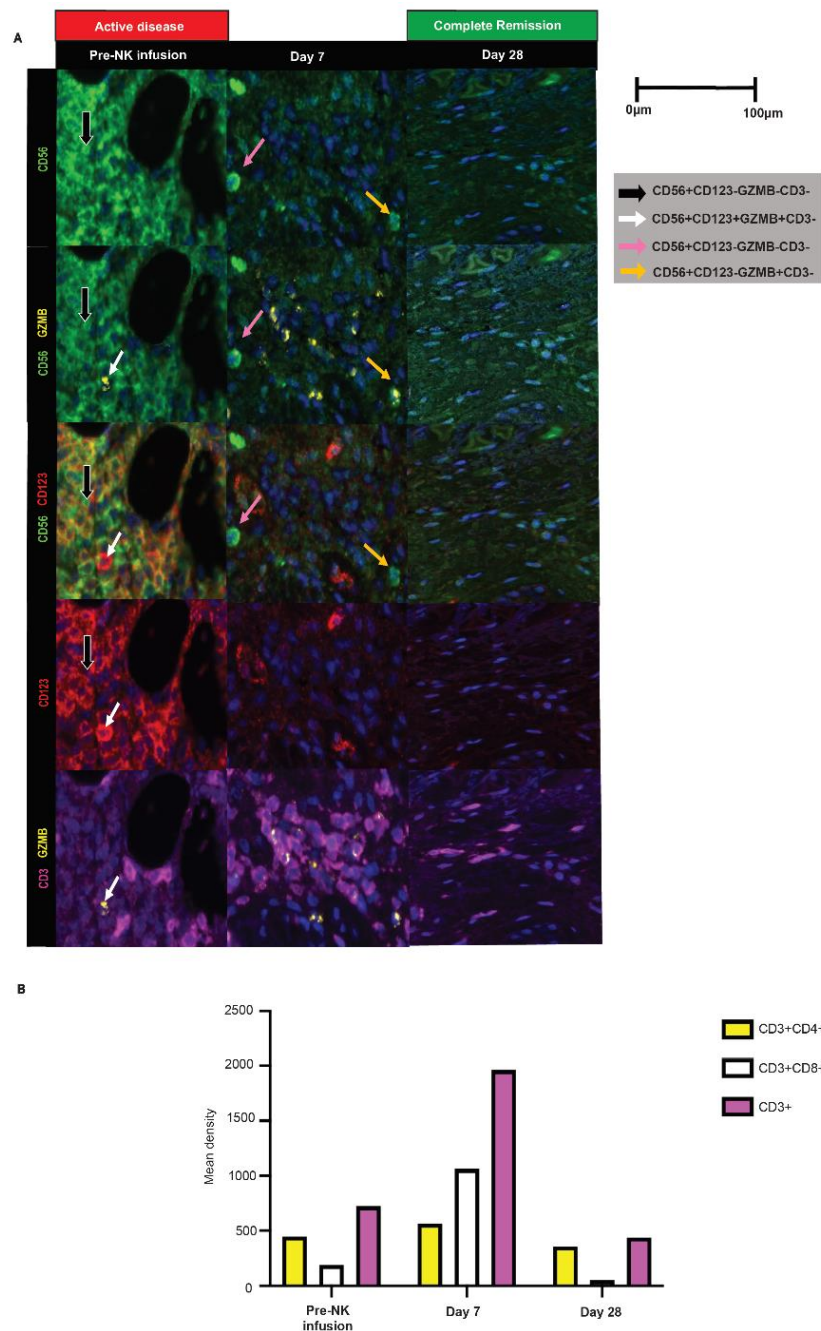 Active disease
Complete Remission
A
Pre-NK infusion
Day 7
Day 28
0µm
100µm
CD56
CD56+CD123-GZMB-CD3-
CD56+CD123+GZMB+CD3-
CD56+CD123-GZMB-CD3-
CD56+CD123-GZMB+CD3-
CD56 GZMB
CD56 CD123
CD123
CD3 GZMB
B
Mean density
2500
2000
1500
1000
500
0
Pre-NK
infusion
Day 7
Day 28
CD3+CD4+
CD3+CD8-
CD3+